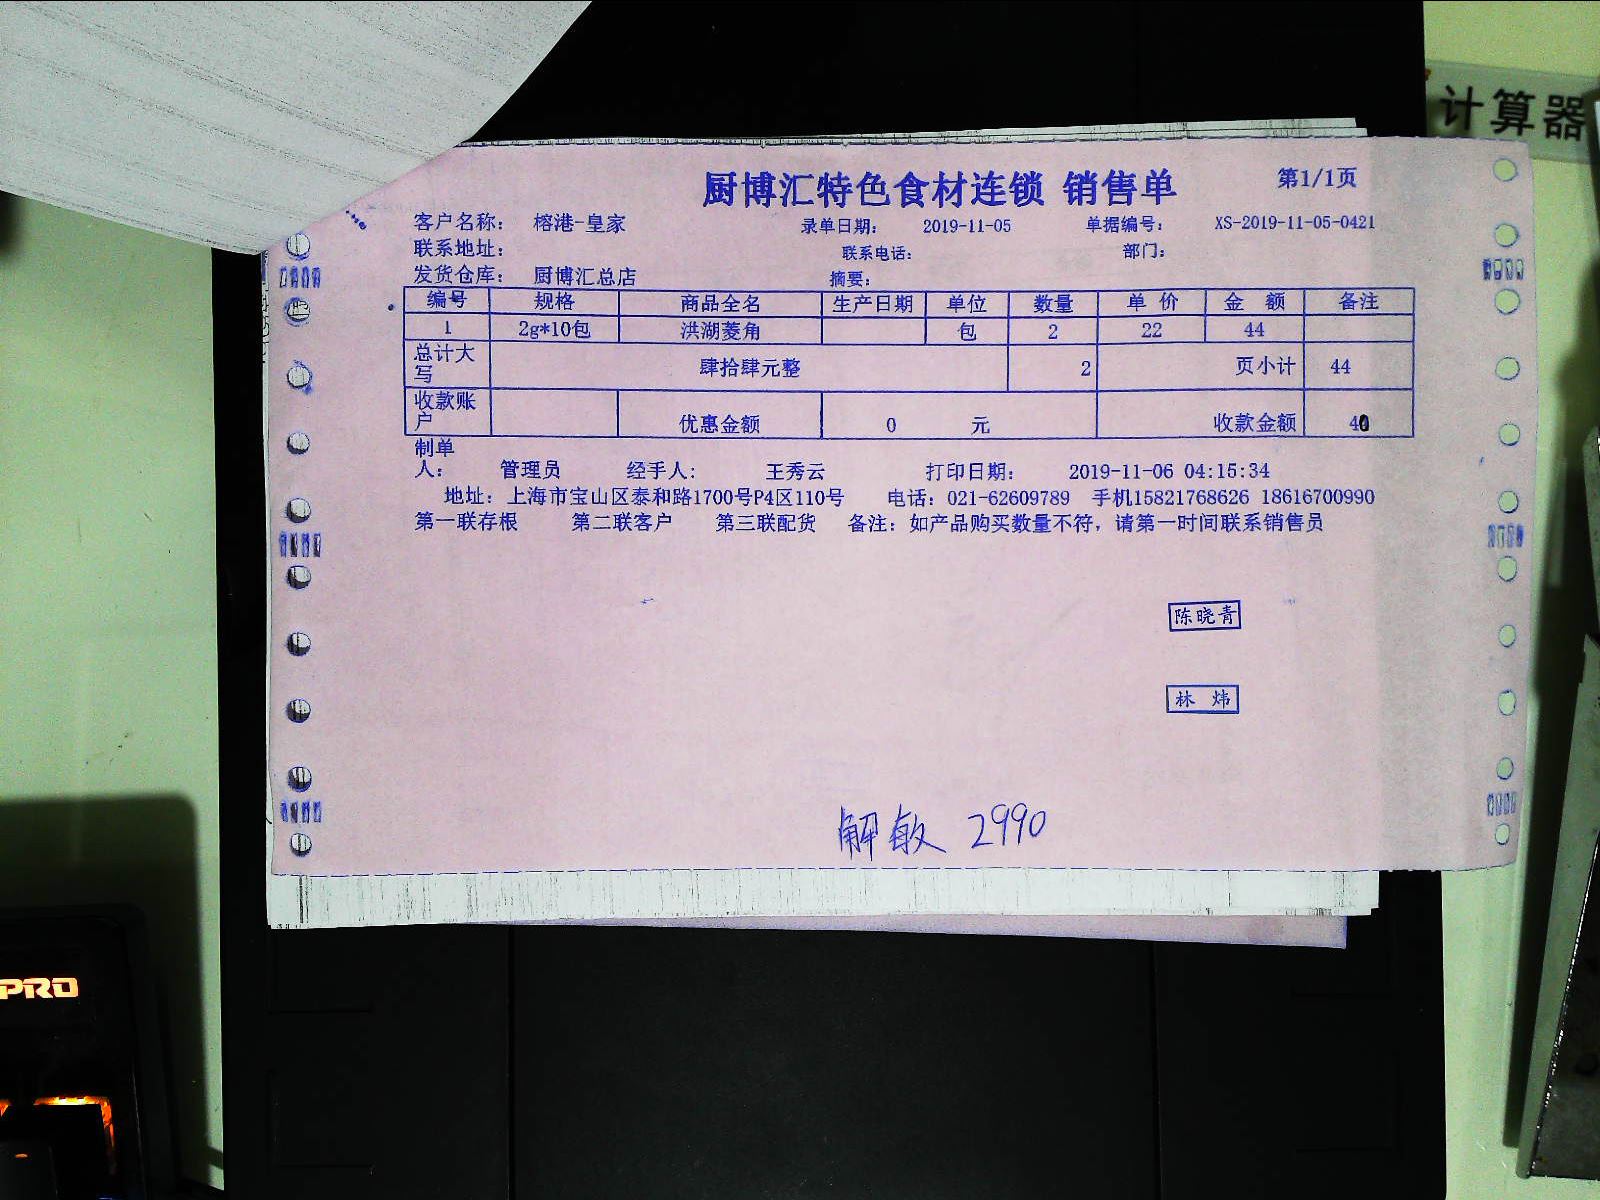 计算器
厨博汇特色食材连锁 销售单 第1/1页
客户名称: 榕港-皇家 录单日期: 2019-11-05 单据编号: XS-2019-11-05-0421
联系地址: 联系电话: 部门:
发货仓库: 厨博汇总店 摘要:
编号 规格 商品全名 生产日期 单位 数量 单价 金额 备注
1 2g*10包 洪湖菱角 包 2 22 44
总计大写 肆拾肆元整 2 页小计 44
收款账户 优惠金额 0 元 收款金额
制单人: 管理员 经手人: 王秀云 打印日期: 2019-11-06 04:15:34
地址: 上海市宝山区泰和路1700号P4区110号 电话: 021-62609789 手机15821768626 18616700990
第一联存根 第二联客户 第三联配货 备注: 如产品购买数量不符, 请第一时间联系销售员
陈晓青
林炜
解敏 2990
PRO